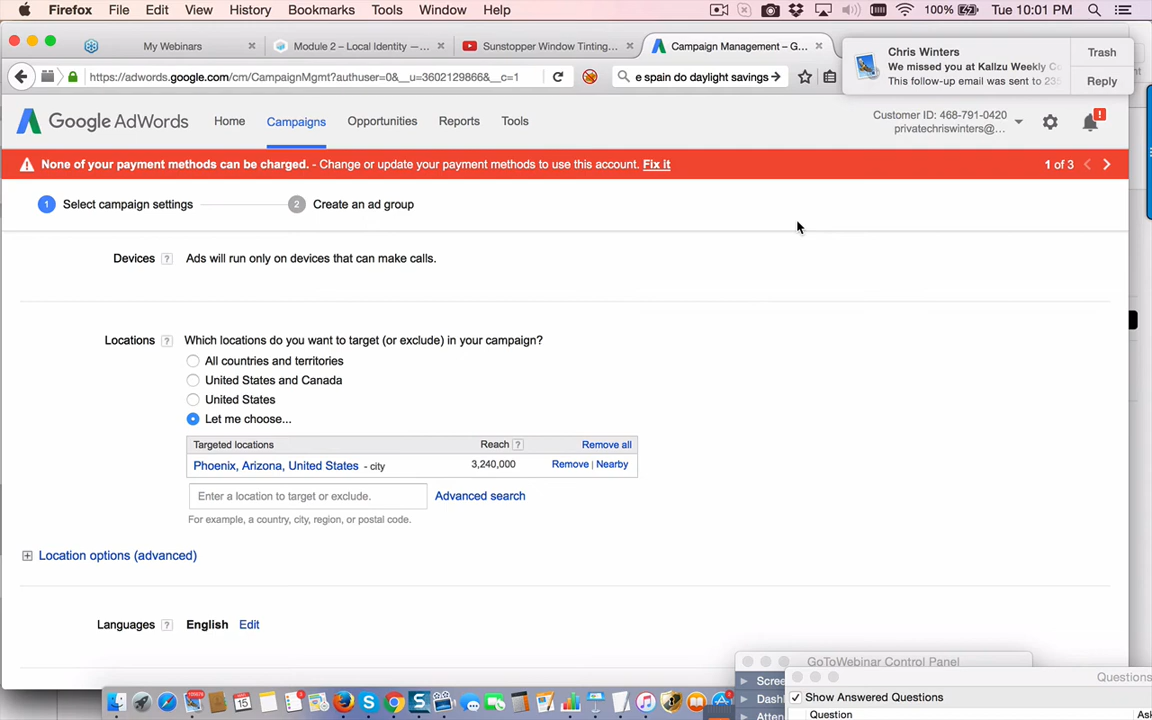 Firefox File Edit View History Bookmarks Tools Window Help 100% Tue 10:01 PM
My Webinars × Module 2 – Local Identity —... × Sunstopper Window Tinting... × Campaign Management – G... ×
Chris Winters
We missed you at Kallzu Weekly
This follow-up email was sent to
Trash
Reply
https://adwords.google.com/cm/CampaignMgmt?authuser=0&__u=3602129866&__c=1
e spain do daylight savings
Google AdWords Home Campaigns Opportunities Reports Tools
Customer ID: 468-791-0420
privatechriswinters@...
None of your payment methods can be charged. - Change or update your payment methods to use this account. Fix it 1 of 3
1 Select campaign settings 2 Create an ad group
Devices ? Ads will run only on devices that can make calls.
Locations ? Which locations do you want to target (or exclude) in your campaign?
All countries and territories
United States and Canada
United States
Let me choose...
Targeted locations Reach ? Remove all
Phoenix, Arizona, United States - city 3,240,000 Remove | Nearby
Enter a location to target or exclude. Advanced search
For example, a country, city, region, or postal code.
Location options (advanced)
Languages ? English Edit
GoToWebinar Control Panel
Questions
Show Answered Questions
Question